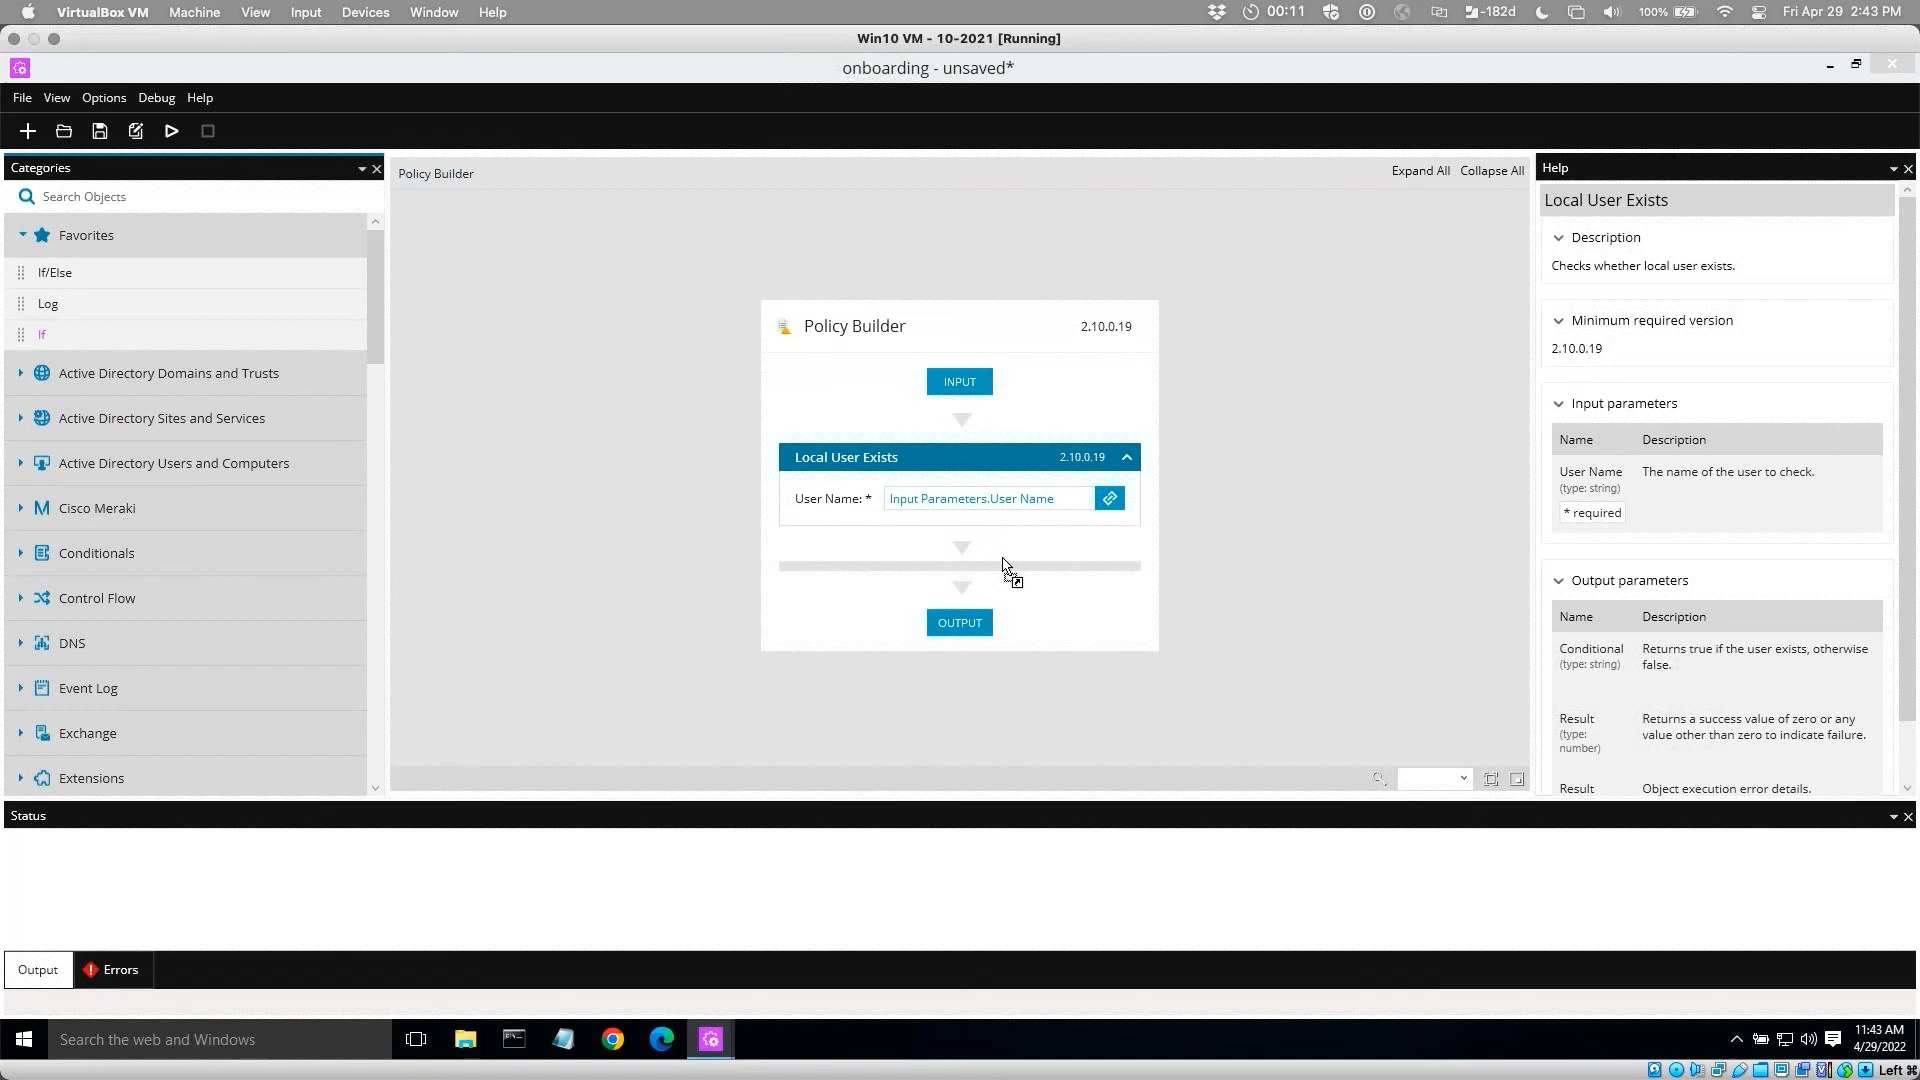 VirtualBox VM Machine View Input Devices Window Help 00:11 -182d 100% Fri Apr 29 2:43 PM
Win10 VM - 10-2021 [Running]
onboarding - unsaved*
File View Options Debug Help
Categories
Search Objects
Favorites
If/Else
Log
If
Active Directory Domains and Trusts
Active Directory Sites and Services
Active Directory Users and Computers
Cisco Meraki
Conditionals
Control Flow
DNS
Event Log
Exchange
Extensions
Policy Builder
Expand All Collapse All
Policy Builder 2.10.0.19
INPUT
Local User Exists 2.10.0.19
User Name: * Input Parameters.User Name
OUTPUT
Help
Local User Exists
Description
Checks whether local user exists.
Minimum required version
2.10.0.19
Input parameters
Name Description
User Name The name of the user to check.
(type: string)
* required
Output parameters
Name Description
Conditional Returns true if the user exists, otherwise
(type: string) false.
Result Returns a success value of zero or any
(type: value other than zero to indicate failure.
number)
Result Object execution error details.
Status
Output Errors
Search the web and Windows
11:43 AM
4/29/2022
Left ⌘